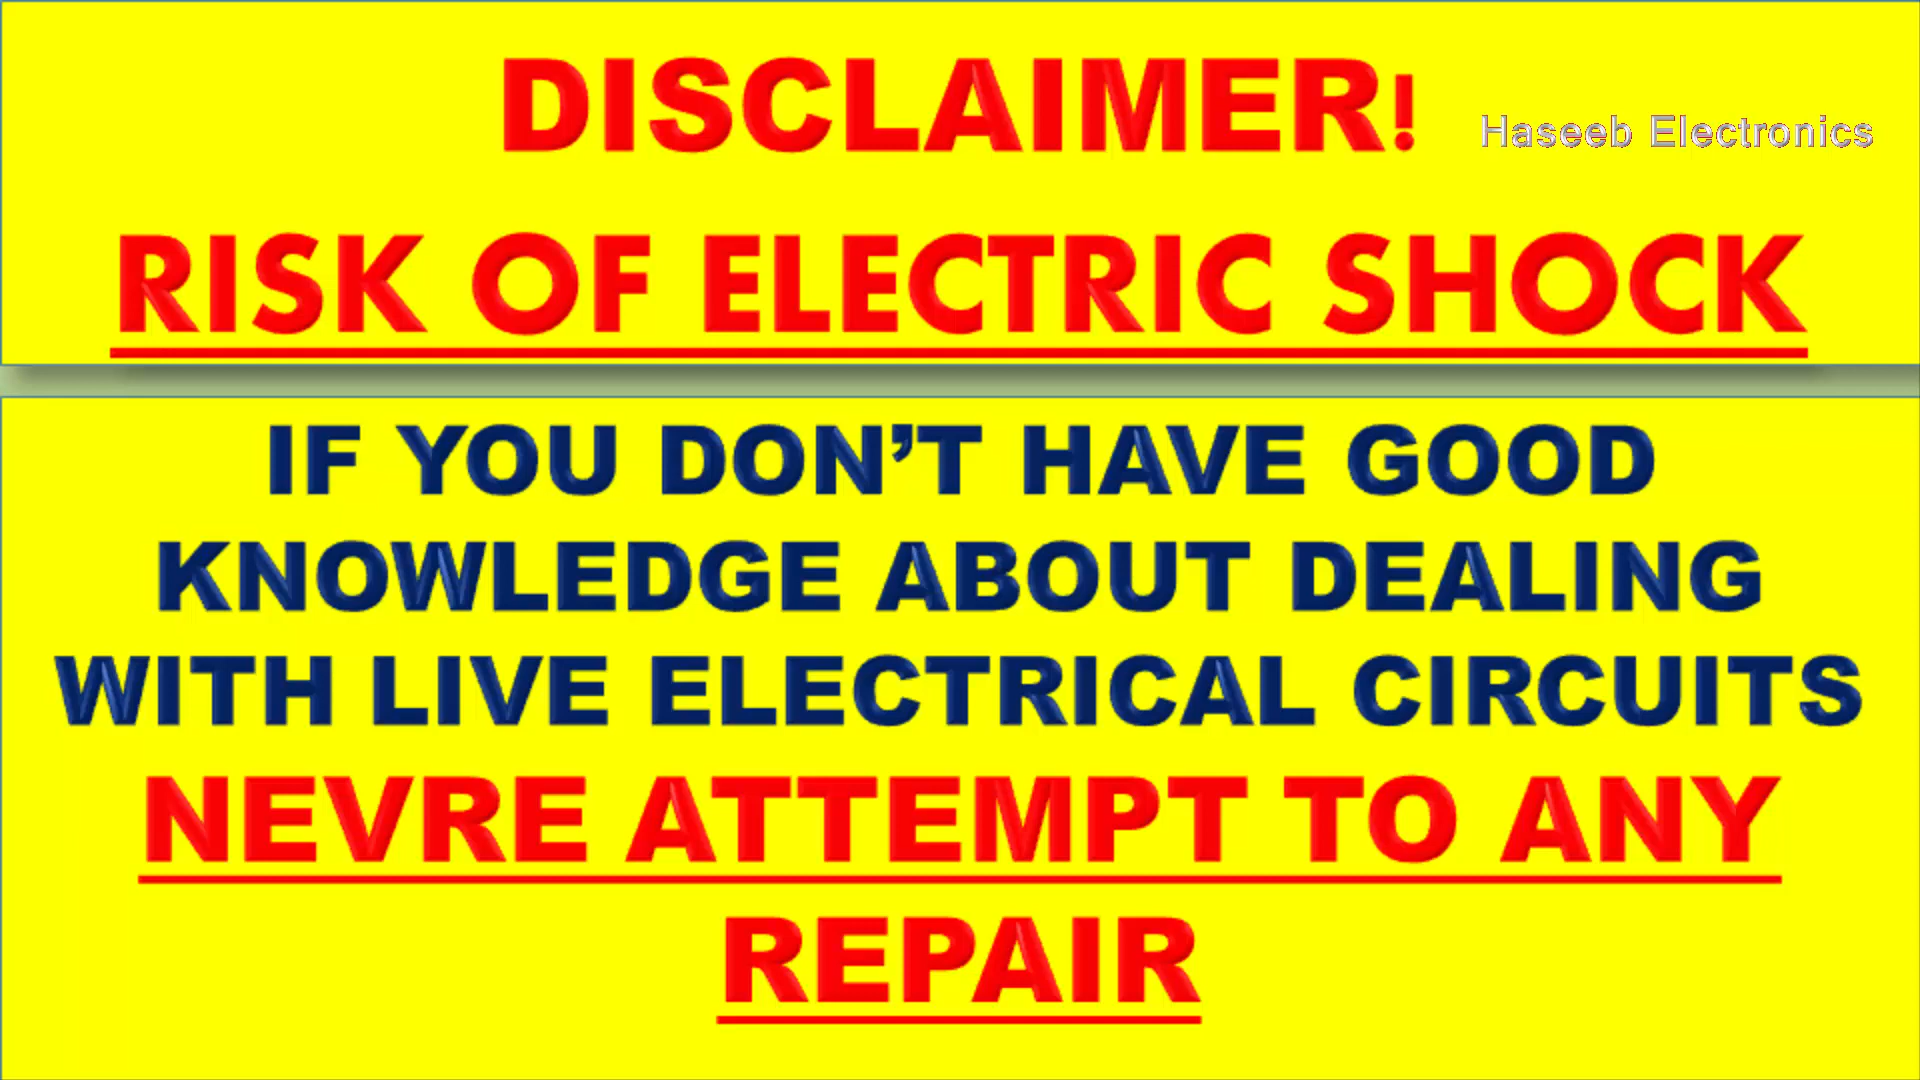 DISCLAIMER!
Haseeb Electronics
RISK OF ELECTRIC SHOCK
IF YOU DON’T HAVE GOOD
KNOWLEDGE ABOUT DEALING
WITH LIVE ELECTRICAL CIRCUITS
NEVRE ATTEMPT TO ANY
REPAIR